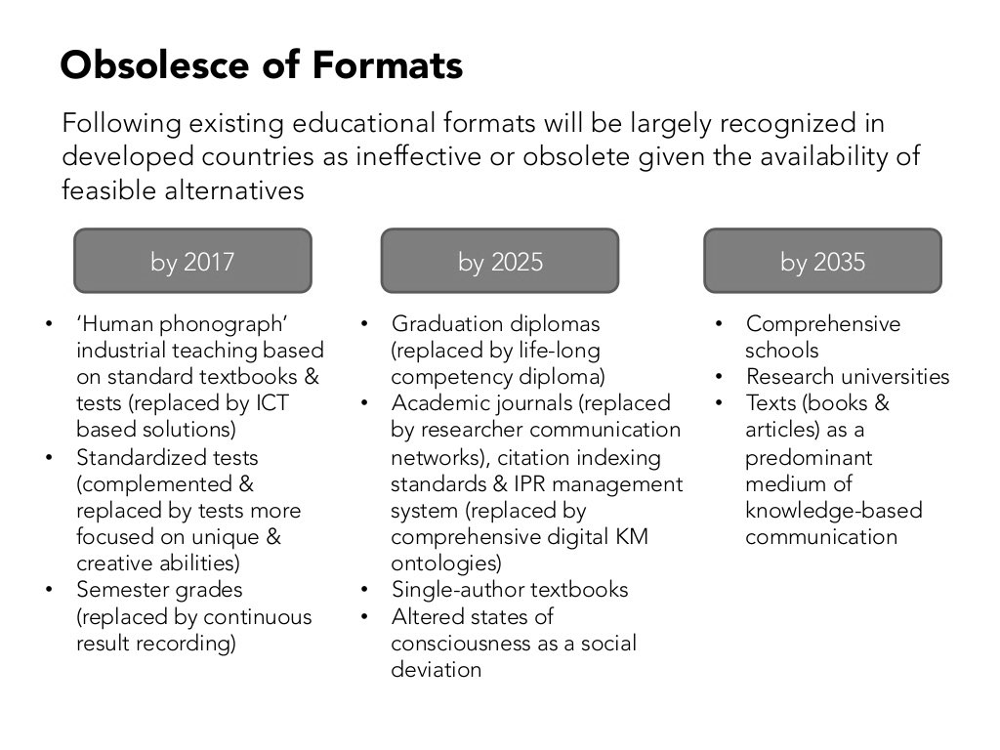 Obsolesce of Formats
Following existing educational formats will be largely recognized in
developed countries as ineffective or obsolete given the availability of
feasible alternatives
by 2017
• ‘Human phonograph’
industrial teaching based
on standard textbooks &
tests (replaced by ICT
based solutions)
• Standardized tests
(complemented &
replaced by tests more
focused on unique &
creative abilities)
• Semester grades
(replaced by continuous
result recording)
by 2025
• Graduation diplomas
(replaced by life-long
competency diploma)
• Academic journals (replaced
by researcher communication
networks), citation indexing
standards & IPR management
system (replaced by
comprehensive digital KM
ontologies)
• Single-author textbooks
• Altered states of
consciousness as a social
deviation
by 2035
• Comprehensive
schools
• Research universities
• Texts (books &
articles) as a
predominant
medium of
knowledge-based
communication